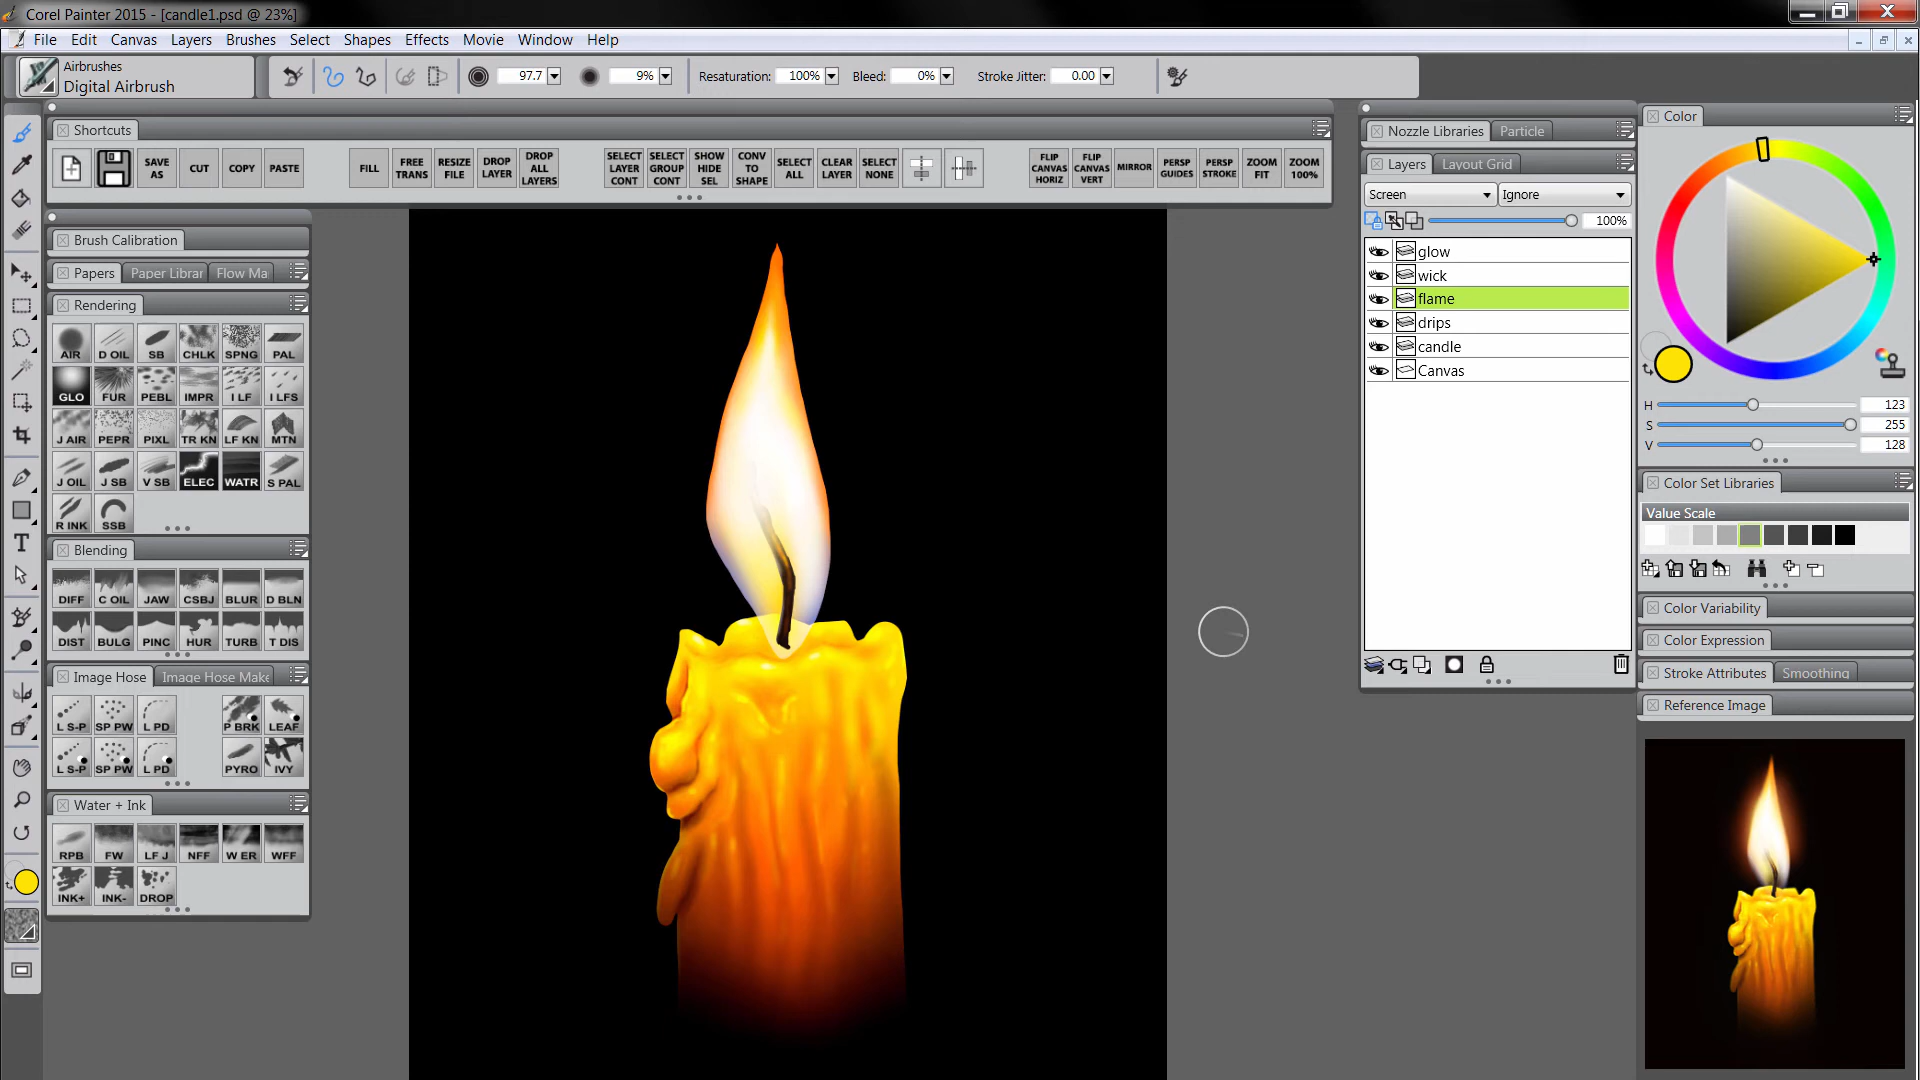 Corel Painter 2015 - [candle1.psd @ 23%]
File Edit Canvas Layers Brushes Select Shapes Effects Movie Window Help
Airbrushes
Digital Airbrush
97.7 9% Resaturation: 100% Bleed: 0% Stroke Jitter: 0.00
Shortcuts
SAVE AS CUT COPY PASTE FILL FREE TRANS RESIZE FILE DROP LAYER DROP ALL LAYERS SELECT LAYER CONT SELECT GROUP CONT SHOW HIDE SEL CONV TO SHAPE SELECT ALL CLEAR LAYER SELECT NONE FLIP CANVAS HORIZ FLIP CANVAS VERT MIRROR PERSP GUIDES PERSP STROKE ZOOM FIT ZOOM 100%
Brush Calibration
Papers Paper Librar Flow Ma
Rendering
AIR D OIL SB CHLK SPNG PAL
GLO FUR PEBL IMPR I LF I LFS
J AIR PEPR PIXL TR KN LF KN MTN
J OIL J SB V SB ELEC WATR S PAL
R INK SSB
Blending
DIFF C OIL JAW CSBJ BLUR D BLN
DIST BULG PINC HUR TURB T DIS
Image Hose Image Hose Make
L S-P SP PW L PD P BRK LEAF
L S-P SP PW L PD PYRO IVY
Water + Ink
RPB FW LF J NFF W ER WFF
INK+ INK- DROP
T
Nozzle Libraries Particle
Layers Layout Grid
Screen Ignore
100%
glow
wick
flame
drips
candle
Canvas
Color
H 123
S 255
V 128
Color Set Libraries
Value Scale
Color Variability
Color Expression
Stroke Attributes Smoothing
Reference Image